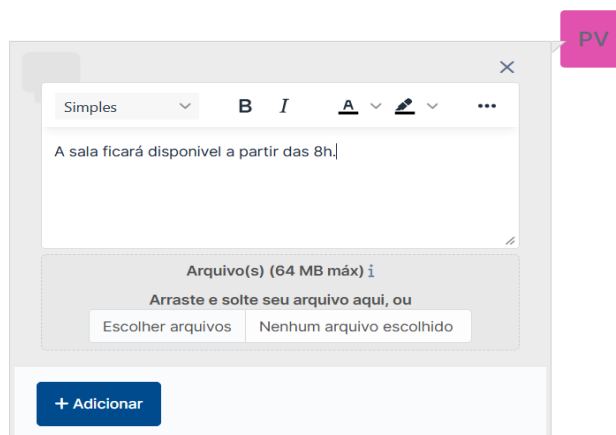 PV
Simples B I A
A sala ficará disponivel a partir das 8h.
Arquivo(s) (64 MB máx) i
Arraste e solte seu arquivo aqui, ou
Escolher arquivos Nenhum arquivo escolhido
+ Adicionar